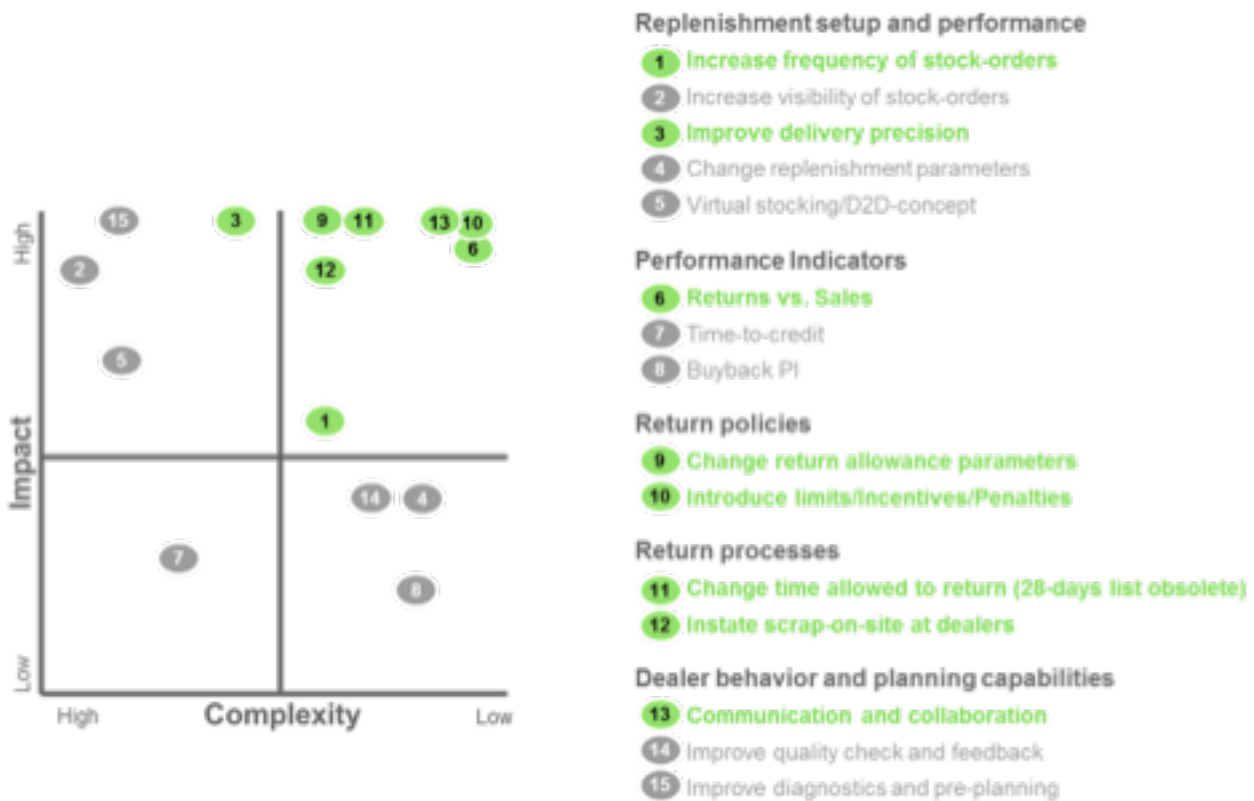 Replenishment setup and performance
1 Increase frequency of stock-orders
2 Increase visibility of stock-orders
3 Improve delivery precision
4 Change replenishment parameters
5 Virtual stocking/D2D-concept
Performance Indicators
6 Returns vs. Sales
7 Time-to-credit
8 Buyback PI
Return policies
9 Change return allowance parameters
10 Introduce limits/Incentives/Penalties
Return processes
11 Change time allowed to return (28-days list obsolete)
12 Instate scrap-on-site at dealers
Dealer behavior and planning capabilities
13 Communication and collaboration
14 Improve quality check and feedback
15 Improve diagnostics and pre-planning
High
Impact
Low
15 3 9 11 13 10
6
2 12
5
1
14 4
7
8
High Complexity Low